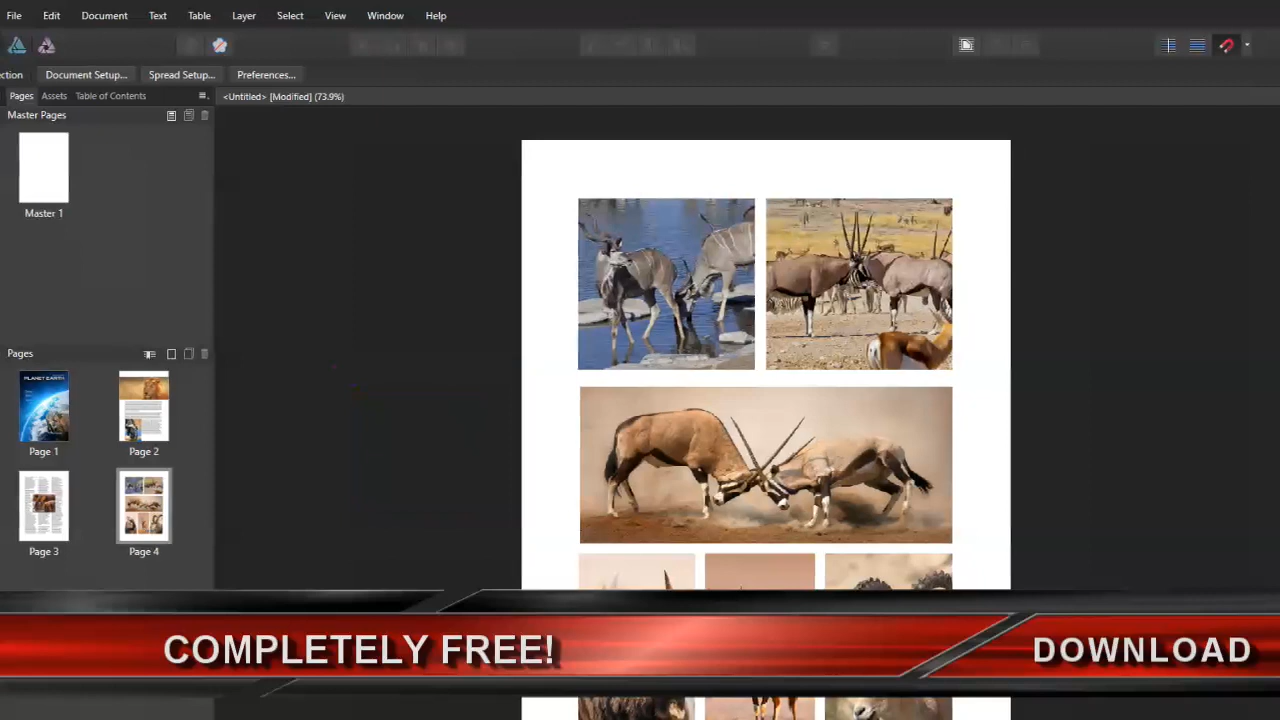 File Edit Document Text Table Layer Select View Window Help
ction Document Setup... Spread Setup... Preferences...
Pages Assets Table of Contents
<Untitled> [Modified] (73.9%)
Master Pages
Master 1
Pages
PLANET EARTH
Page 1 Page 2
Page 3 Page 4
COMPLETELY FREE! DOWNLOAD